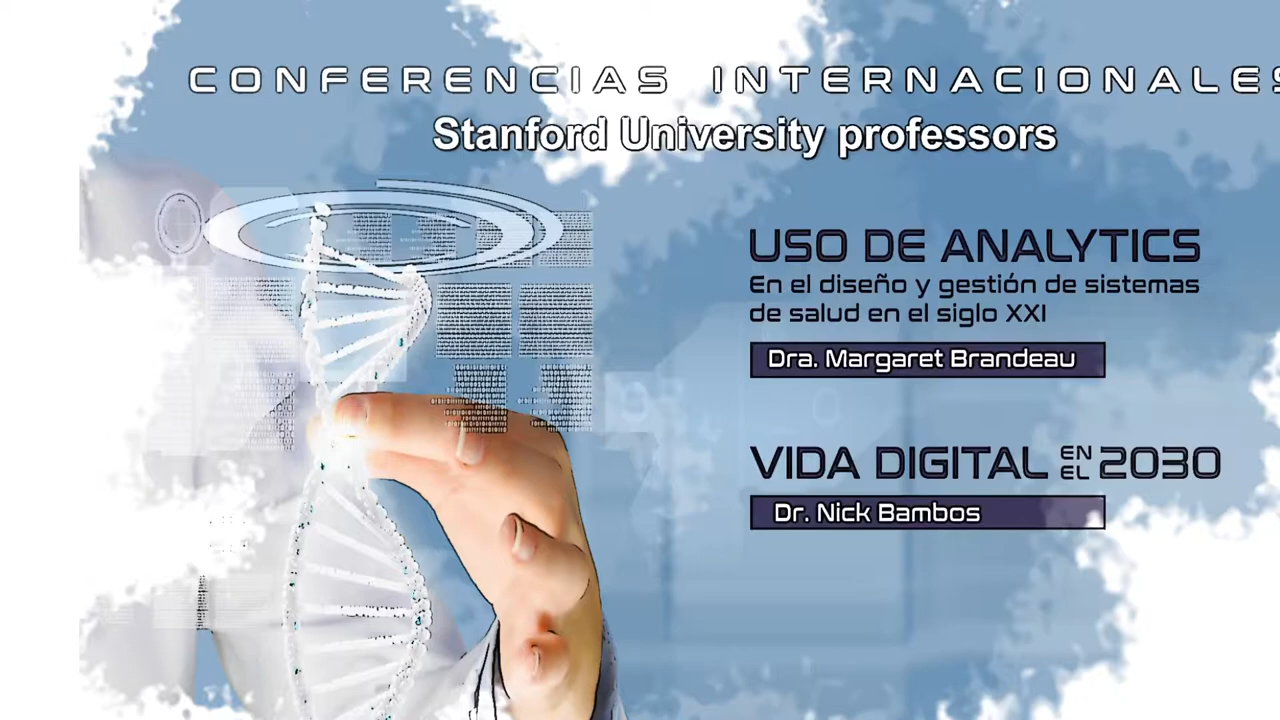 CONFERENCIAS INTERNACIONALES
Stanford University professors
USO DE ANALYTICS
En el diseño y gestión de sistemas
de salud en el siglo XXI
Dra. Margaret Brandeau
VIDA DIGITAL EN EL 2030
Dr. Nick Bambos